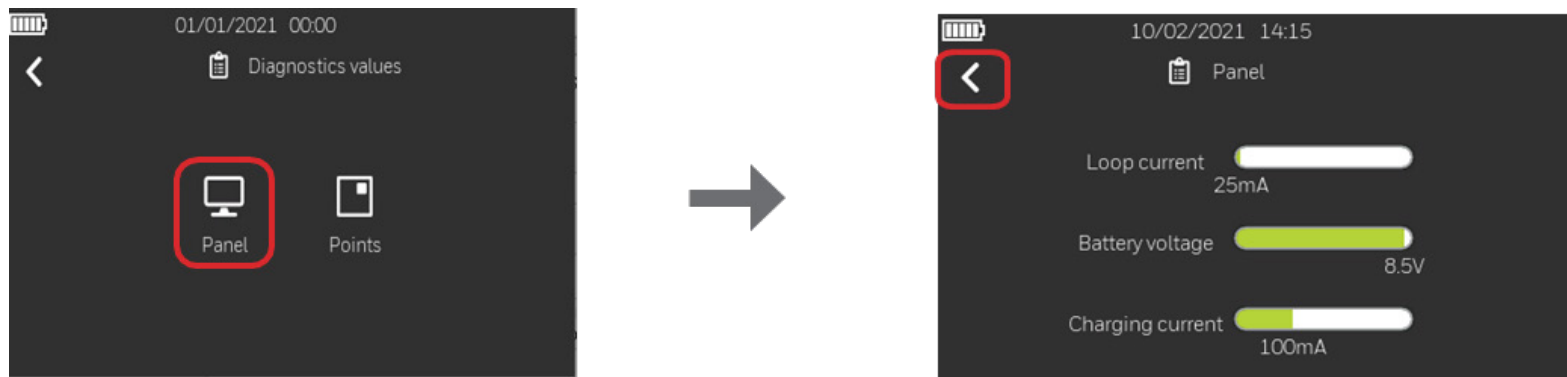 01/01/2021 00:00
Diagnostics values
Panel
Points
10/02/2021 14:15
Panel
Loop current
25mA
Battery voltage
8.5V
Charging current
100mA